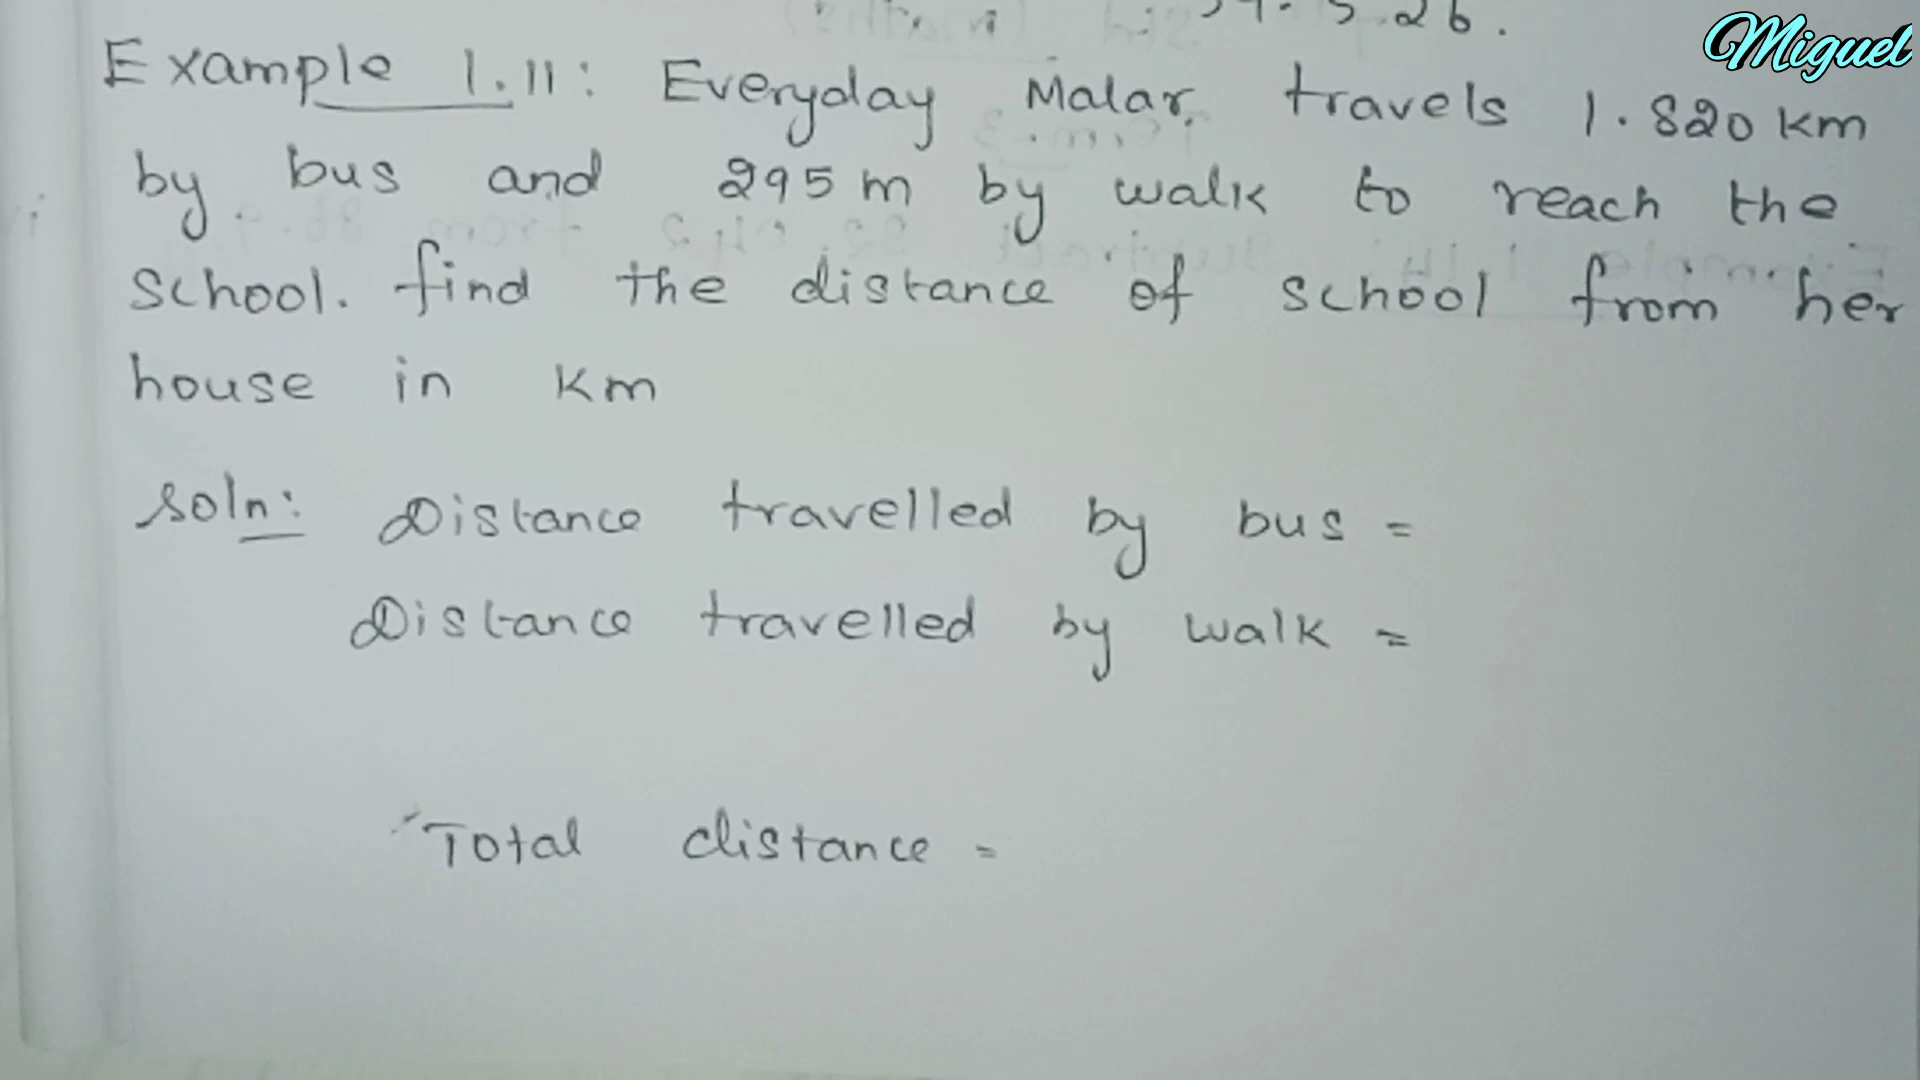 Miguel
Example 1.11: Everyday Malar travels 1.820 km
by bus and 295 m by walk to reach the
school. find the distance of school from her
house in km
Soln: Distance travelled by bus =
Distance travelled by walk =
Total distance =